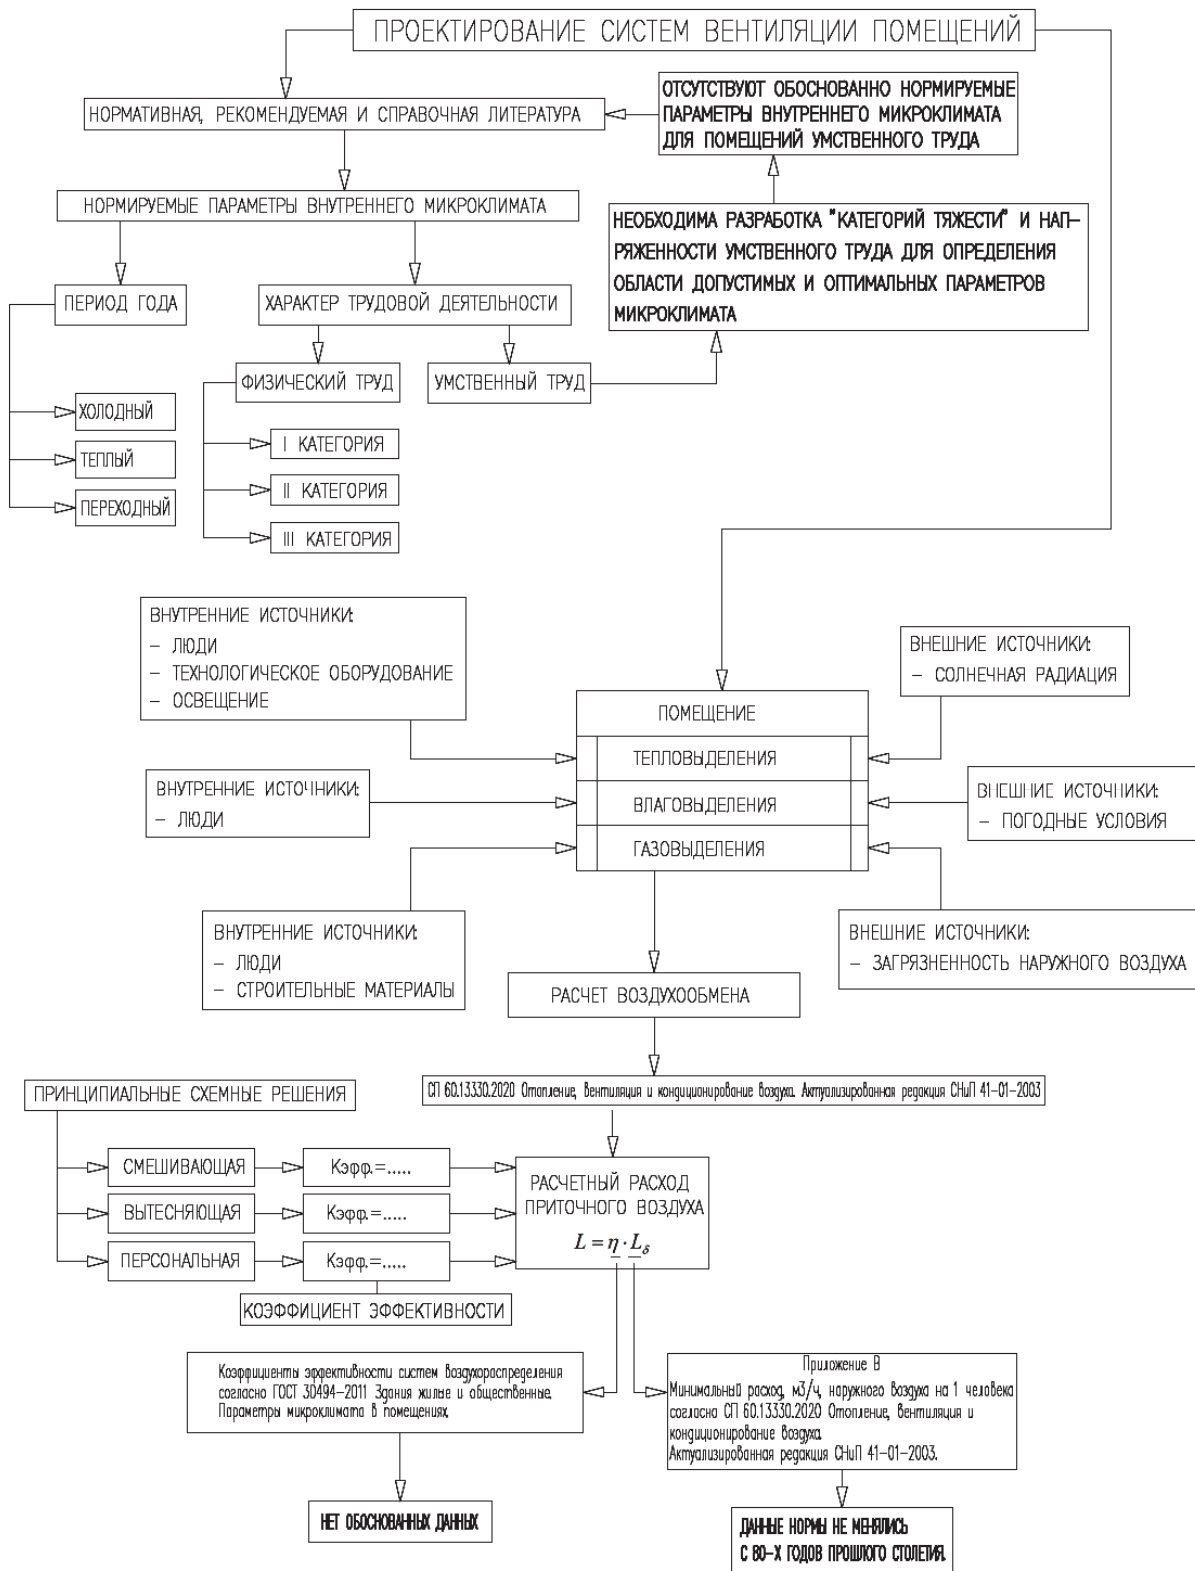 ПРОЕКТИРОВАНИЕ СИСТЕМ ВЕНТИЛЯЦИИ ПОМЕЩЕНИЙ
НОРМАТИВНАЯ, РЕКОМЕНДУЕМАЯ И СПРАВОЧНАЯ ЛИТЕРАТУРА
ОТСУТСТВУЮТ ОБОСНОВАННО НОРМИРУЕМЫЕ
ПАРАМЕТРЫ ВНУТРЕННЕГО МИКРОКЛИМАТА
ДЛЯ ПОМЕЩЕНИЙ УМСТВЕННОГО ТРУДА
НОРМИРУЕМЫЕ ПАРАМЕТРЫ ВНУТРЕННЕГО МИКРОКЛИМАТА
НЕОБХОДИМА РАЗРАБОТКА "КАТЕГОРИЙ ТЯЖЕСТИ" И НАП-
РЯЖЕННОСТИ УМСТВЕННОГО ТРУДА ДЛЯ ОПРЕДЕЛЕНИЯ
ОБЛАСТИ ДОПУСТИМЫХ И ОПТИМАЛЬНЫХ ПАРАМЕТРОВ
МИКРОКЛИМАТА
ПЕРИОД ГОДА
ХАРАКТЕР ТРУДОВОЙ ДЕЯТЕЛЬНОСТИ
ФИЗИЧЕСКИЙ ТРУД
УМСТВЕННЫЙ ТРУД
ХОЛОДНЫЙ
ТЕПЛЫЙ
ПЕРЕХОДНЫЙ
I КАТЕГОРИЯ
II КАТЕГОРИЯ
III КАТЕГОРИЯ
ВНУТРЕННИЕ ИСТОЧНИКИ:
- ЛЮДИ
- ТЕХНОЛОГИЧЕСКОЕ ОБОРУДОВАНИЕ
- ОСВЕЩЕНИЕ
ВНЕШНИЕ ИСТОЧНИКИ:
- СОЛНЕЧНАЯ РАДИАЦИЯ
ПОМЕЩЕНИЕ
ТЕПЛОВЫДЕЛЕНИЯ
ВЛАГОВЫДЕЛЕНИЯ
ГАЗОВЫДЕЛЕНИЯ
ВНУТРЕННИЕ ИСТОЧНИКИ:
- ЛЮДИ
ВНЕШНИЕ ИСТОЧНИКИ:
- ПОГОДНЫЕ УСЛОВИЯ
ВНУТРЕННИЕ ИСТОЧНИКИ:
- ЛЮДИ
- СТРОИТЕЛЬНЫЕ МАТЕРИАЛЫ
ВНЕШНИЕ ИСТОЧНИКИ:
- ЗАГРЯЗНЕННОСТЬ НАРУЖНОГО ВОЗДУХА
РАСЧЕТ ВОЗДУХООБМЕНА
СП 60.13330.2020 Отопление, вентиляция и кондиционирование воздуха. Актуализированная редакция СНиП 41-01-2003
ПРИНЦИПИАЛЬНЫЕ СХЕМНЫЕ РЕШЕНИЯ
СМЕШИВАЮЩАЯ
Кэфф.=.....
ВЫТЕСНЯЮЩАЯ
Кэфф.=.....
ПЕРСОНАЛЬНАЯ
Кэфф.=.....
КОЭФФИЦИЕНТ ЭФФЕКТИВНОСТИ
РАСЧЕТНЫЙ РАСХОД
ПРИТОЧНОГО ВОЗДУХА
L = η · Lδ
Коэффициенты эффективности систем воздухораспределения
согласно ГОСТ 30494-2011 Здания жилые и общественные.
Параметры микроклимата в помещениях.
Приложение В
Минимальный расход, м3/ч, наружного воздуха на 1 человека
согласно СП 60.13330.2020 Отопление, вентиляция и
кондиционирование воздуха.
Актуализированная редакция СНиП 41-01-2003.
НЕТ ОБОСНОВАННЫХ ДАННЫХ
ДАННЫЕ НОРМЫ НЕ МЕНЯЛИСЬ
С 80-Х ГОДОВ ПРОШЛОГО СТОЛЕТИЯ.